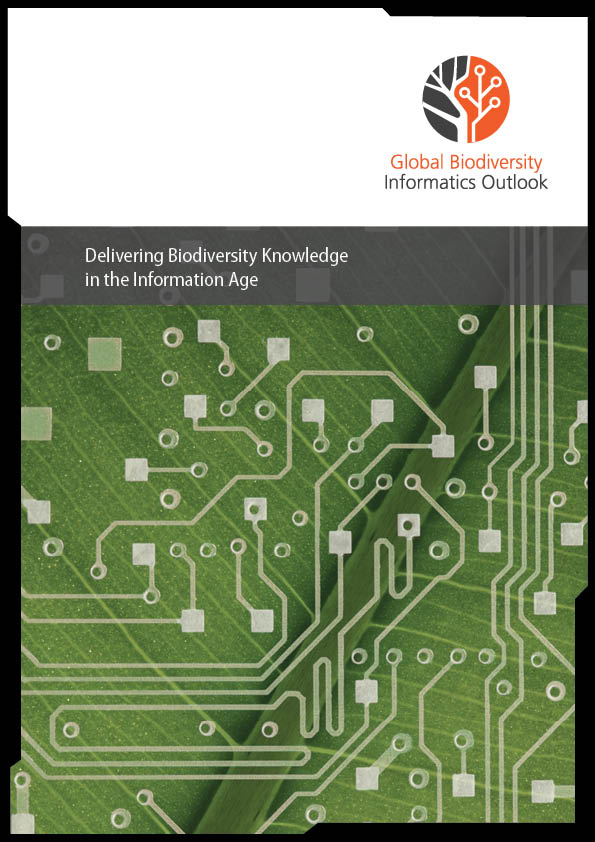 Global Biodiversity
Informatics Outlook
Delivering Biodiversity Knowledge
in the Information Age